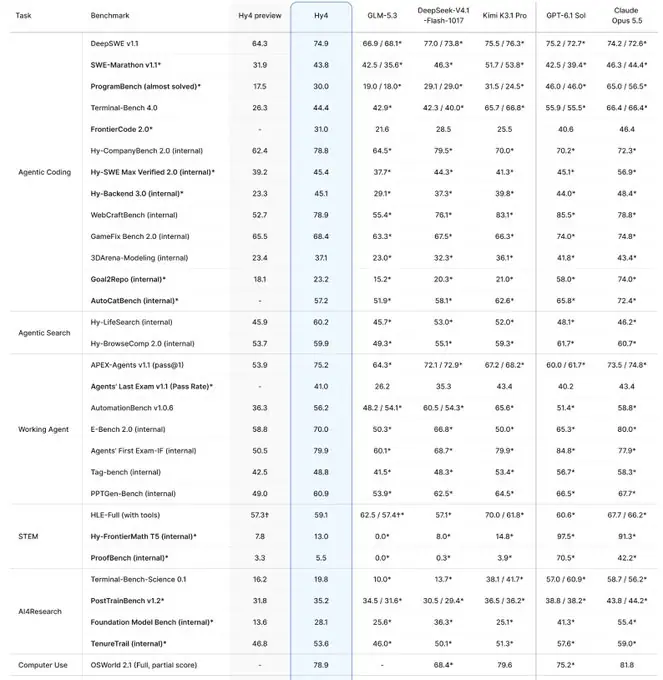 Task Benchmark Hy4 preview Hy4 GLM-5.3 DeepSeek-V4.1-Flash-1017 Kimi K3.1 Pro GPT-6.1 Sol Claude Opus 5.5
Agentic Coding
DeepSWE v1.1 64.3 74.9 66.9 / 68.1* 77.0 / 73.8* 75.5 / 76.3* 75.2 / 72.7* 74.2 / 72.6*
SWE-Marathon v1.1* 31.9 43.8 42.5 / 35.6* 46.3* 51.7 / 53.8* 42.5 / 39.4* 46.3 / 44.4*
ProgramBench (almost solved)* 17.5 30.0 19.0 / 18.0* 29.1 / 29.0* 31.5 / 24.5* 46.0 / 46.0* 65.0 / 56.5*
Terminal-Bench 4.0 26.3 44.4 42.9* 42.3 / 40.0* 65.7 / 66.8* 55.9 / 55.5* 66.4 / 66.4*
FrontierCode 2.0* - 31.0 21.6 28.5 25.5 40.6 46.4
Hy-CompanyBench 2.0 (internal) 62.4 78.8 64.5* 79.5* 70.0* 70.2* 72.3*
Hy-SWE Max Verified 2.0 (internal)* 39.2 45.4 37.7* 44.3* 41.3* 45.1* 56.9*
Hy-Backend 3.0 (internal)* 23.3 45.1 29.1* 37.3* 39.8* 44.0* 48.4*
WebCraftBench (internal) 52.7 78.9 55.4* 76.1* 83.1* 85.5* 78.8*
GameFix Bench 2.0 (internal) 65.5 68.4 63.3* 67.5* 66.3* 74.0* 74.8*
3DArena-Modeling (internal) 23.4 37.1 23.0* 32.3* 36.1* 41.8* 43.4*
Goal2Repo (internal)* 18.1 23.2 15.2* 20.3* 21.0* 58.0* 74.0*
AutoCatBench (internal)* - 57.2 51.9* 58.1* 62.6* 65.8* 72.4*
Agentic Search
Hy-LifeSearch (internal) 45.9 60.2 45.7* 53.0* 52.0* 48.1* 46.2*
Hy-BrowseComp 2.0 (internal) 53.7 59.9 49.3* 55.1* 59.3* 61.7* 60.7*
Working Agent
APEX-Agents v1.1 (pass@1) 53.9 75.2 64.3* 72.1 / 72.9* 67.2 / 68.2* 60.0 / 61.7* 73.5 / 74.8*
Agents' Last Exam v1.1 (Pass Rate)* - 41.0 26.2 35.3 43.4 40.2 43.4
AutomationBench v1.0.6 36.3 56.2 48.2 / 54.1* 60.5 / 54.3* 65.6* 51.4* 58.8*
E-Bench 2.0 (internal) 58.8 70.0 50.3* 66.8* 50.0* 65.3* 80.0*
Agents' First Exam-IF (internal) 50.5 79.9 60.1* 68.7* 79.9* 84.8* 77.9*
Tag-bench (internal) 42.5 48.8 41.5* 48.3* 53.4* 56.7* 58.3*
PPTGen-Bench (internal) 49.0 60.9 53.9* 62.5* 64.5* 66.5* 67.7*
STEM
HLE-Full (with tools) 57.3† 59.1 62.5 / 57.4†* 57.1* 70.0 / 61.8* 60.6* 67.7 / 66.2*
Hy-FrontierMath T5 (internal)* 7.8 13.0 0.0* 8.0* 14.8* 97.5* 91.3*
ProofBench (internal)* 3.3 5.5 0.0* 0.3* 3.9* 70.5* 42.2*
AI4Research
Terminal-Bench-Science 0.1 16.2 19.8 10.0* 13.7* 38.1 / 41.7* 57.0 / 60.9* 58.7 / 56.2*
PostTrainBench v1.2* 31.8 35.2 34.5 / 31.6* 30.5 / 29.4* 36.5 / 36.2* 38.8 / 38.2* 43.8 / 44.2*
Foundation Model Bench (internal)* 13.6 28.1 25.6* 36.3* 25.1* 41.3* 55.4*
TenureTrail (internal)* 46.8 53.6 46.0* 50.1* 51.3* 57.6* 59.0*
Computer Use OSWorld 2.1 (Full, partial score) - 78.9 - 68.4* 79.6 75.2* 81.8